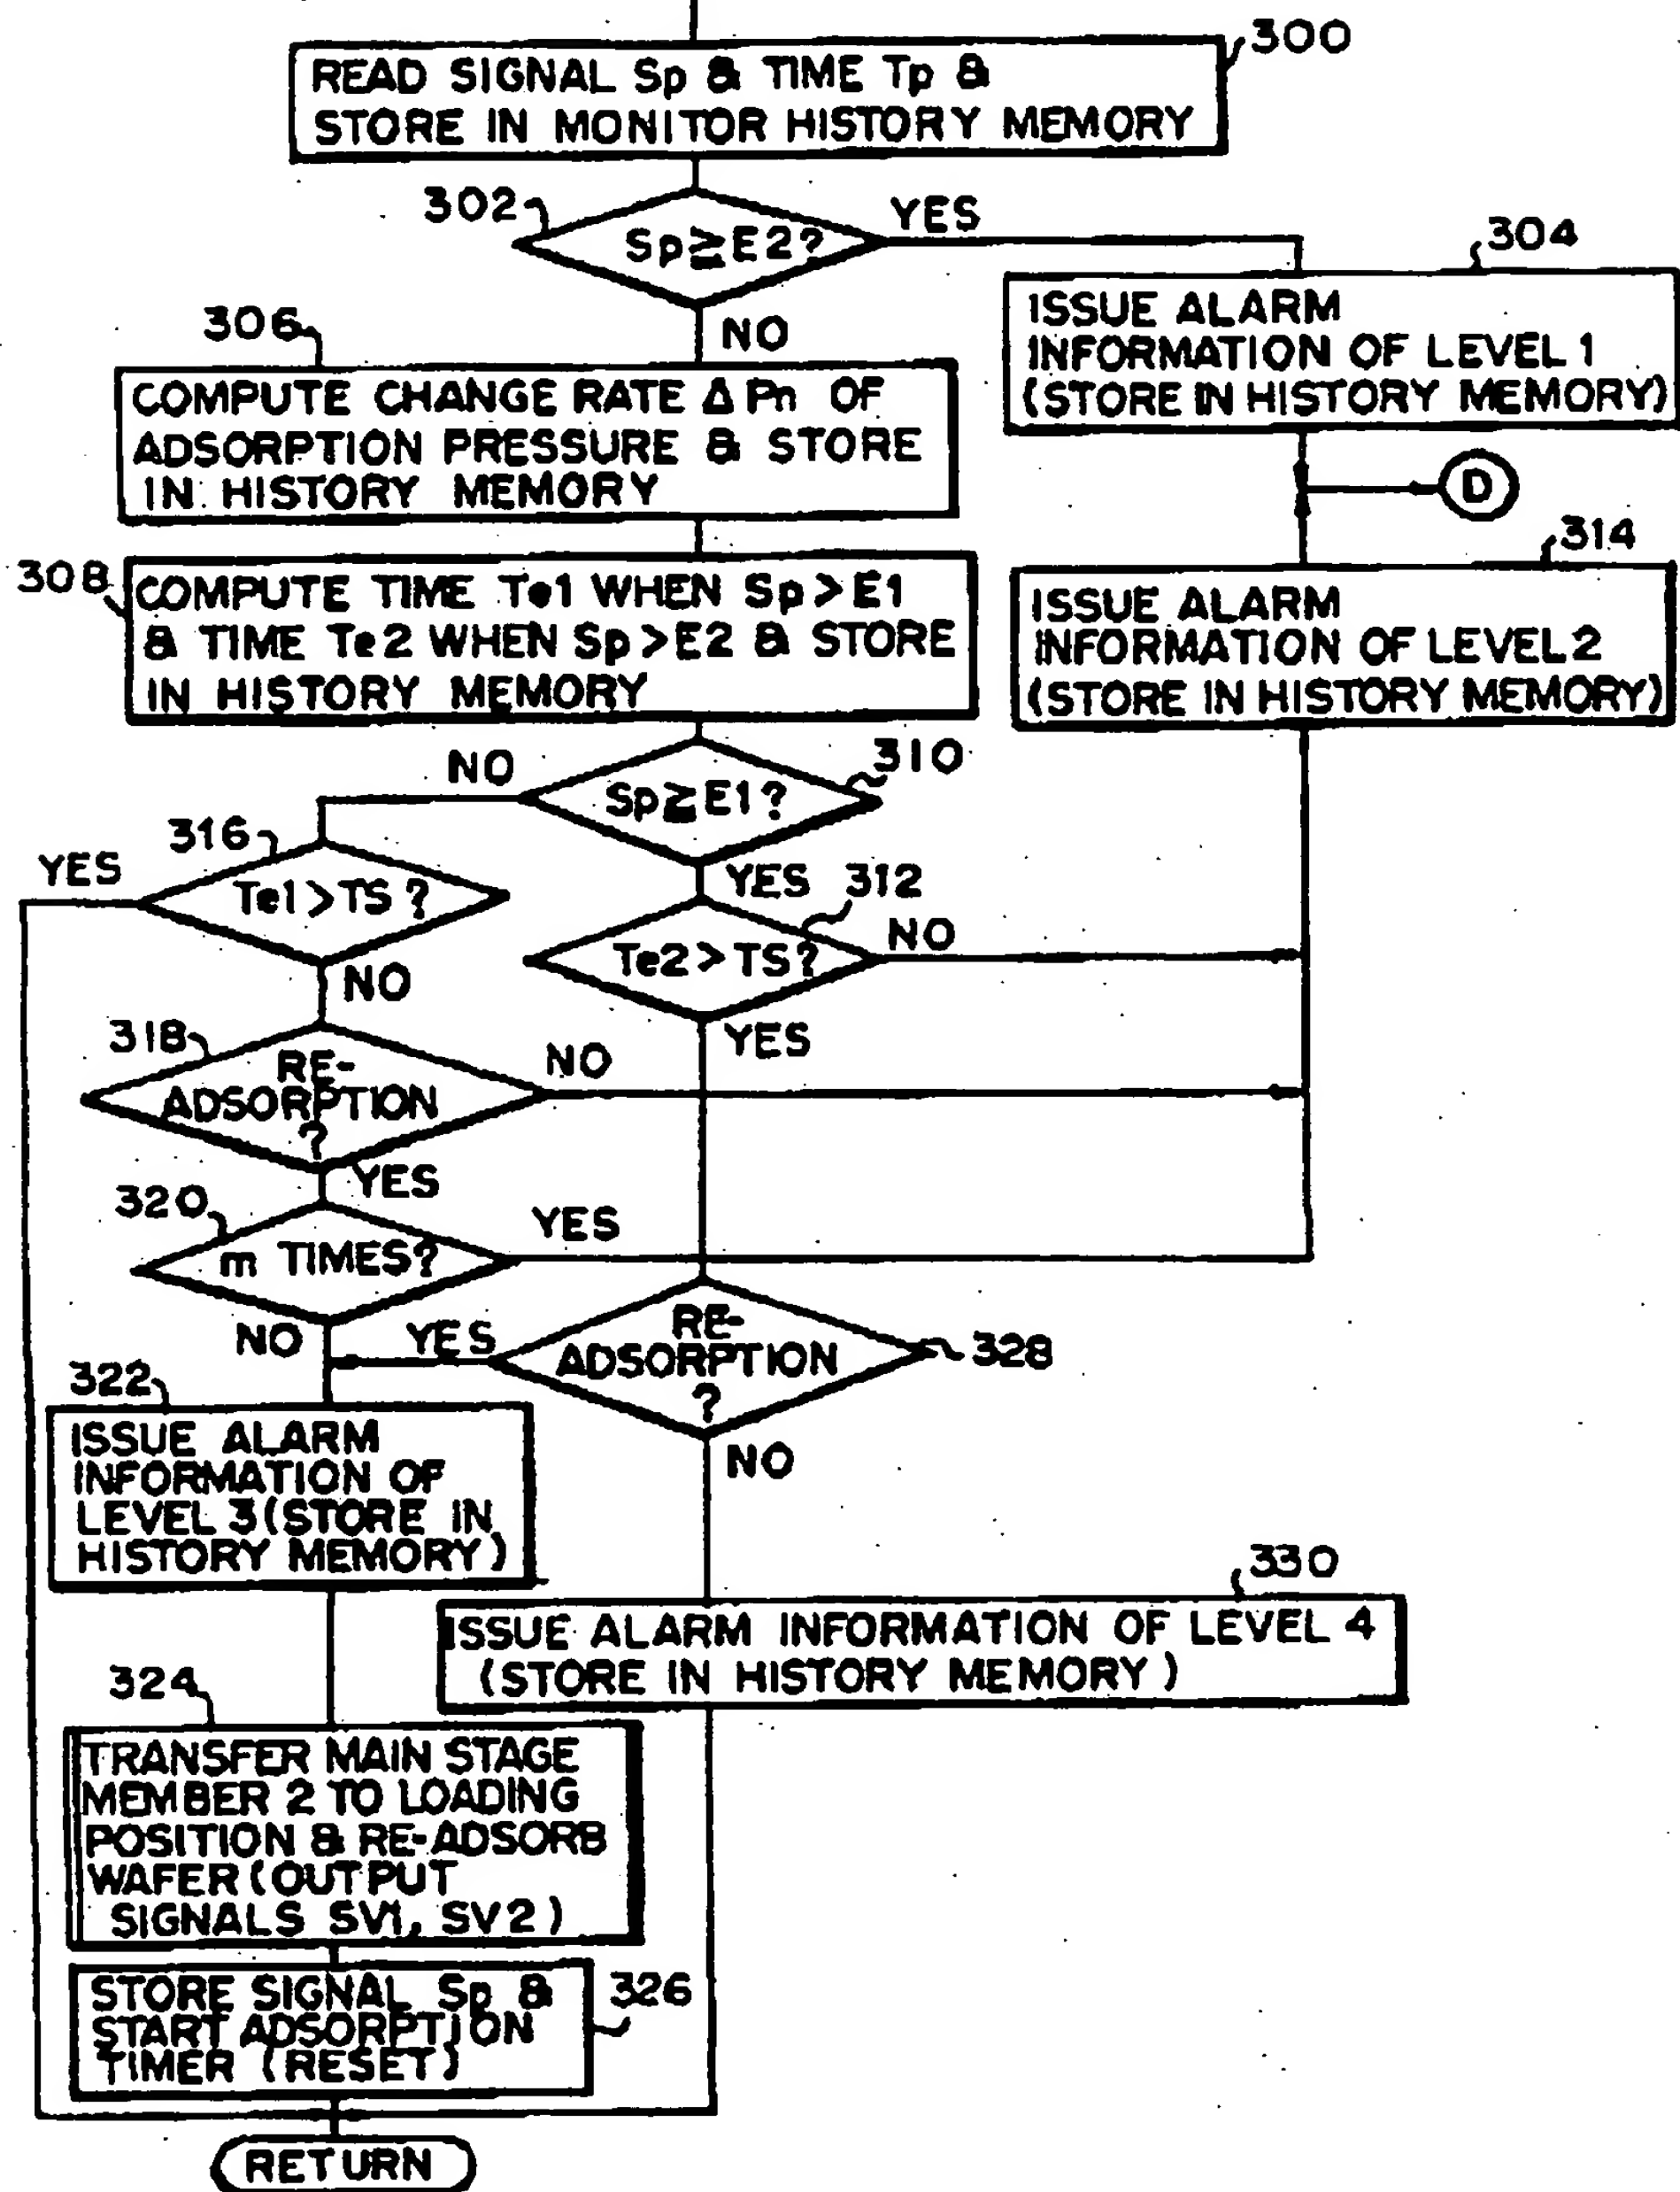 300
READ SIGNAL Sp & TIME Tp &
STORE IN MONITOR HISTORY MEMORY
302
Sp≧E2?
YES
NO
304
ISSUE ALARM
INFORMATION OF LEVEL 1
(STORE IN HISTORY MEMORY)
306
COMPUTE CHANGE RATE Δ Pn OF
ADSORPTION PRESSURE & STORE
IN HISTORY MEMORY
D
308
COMPUTE TIME Te1 WHEN Sp>E1
& TIME Te2 WHEN Sp>E2 & STORE
IN HISTORY MEMORY
314
ISSUE ALARM
INFORMATION OF LEVEL 2
(STORE IN HISTORY MEMORY)
310
Sp≧E1?
NO
YES
316
Te1>TS?
YES
NO
312
Te2>TS?
NO
YES
318
RE-
ADSORPTION
?
NO
YES
320
m TIMES?
YES
NO
328
RE-
ADSORPTION
?
YES
NO
322
ISSUE ALARM
INFORMATION OF
LEVEL 3(STORE IN
HISTORY MEMORY)
330
ISSUE ALARM INFORMATION OF LEVEL 4
(STORE IN HISTORY MEMORY)
324
TRANSFER MAIN STAGE
MEMBER 2 TO LOADING
POSITION & RE-ADSORB
WAFER(OUTPUT
SIGNALS SV1, SV2)
326
STORE SIGNAL Sp &
START ADSORPTION
TIMER (RESET)
RETURN